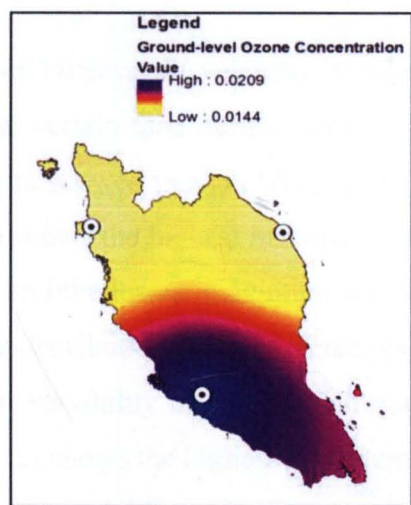 Legend
Ground-level Ozone Concentration
Value
High : 0.0209
Low : 0.0144